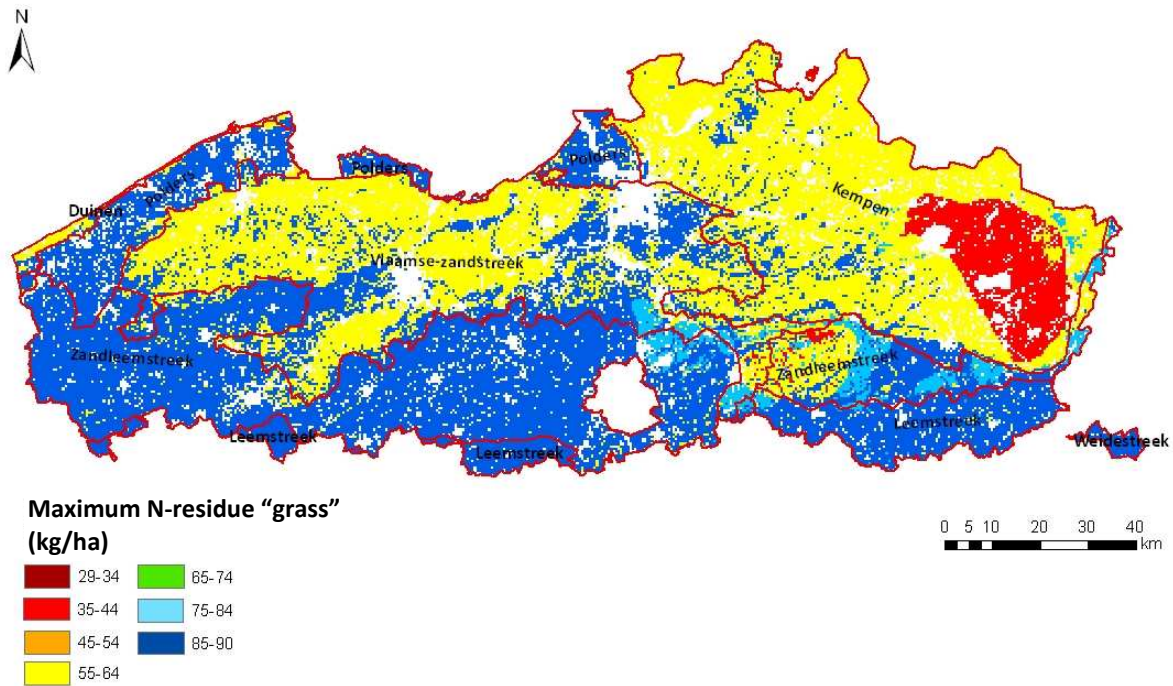 N
Polders
Polders
Polders
Duinen
Kempen
Vlaamse-zandstreek
Zandleemstreek
Zandleemstreek
Leemstreek
Leemstreek
Leemstreek
Weidestreek
Maximum N-residue “grass”
(kg/ha)
29-34
65-74
35-44
75-84
45-54
85-90
55-64
0 5 10 20 30 40
km